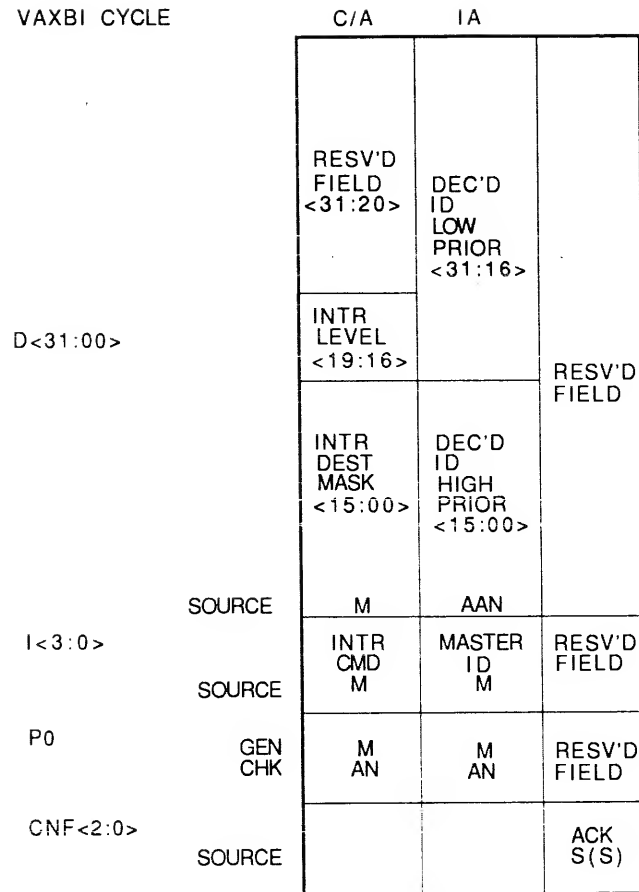 VAXBI CYCLE C/A IA
RESV'D
FIELD
<31:20>
DEC'D
ID
LOW
PRIOR
<31:16>
INTR
LEVEL
<19:16>
D<31:00>
RESV'D
FIELD
INTR
DEST
MASK
<15:00>
DEC'D
ID
HIGH
PRIOR
<15:00>
SOURCE M AAN
I<3:0>
INTR
CMD
MASTER
ID
RESV'D
FIELD
SOURCE M M
P0
GEN M M
CHK AN AN
RESV'D
FIELD
CNF<2:0>
SOURCE
ACK
S(S)